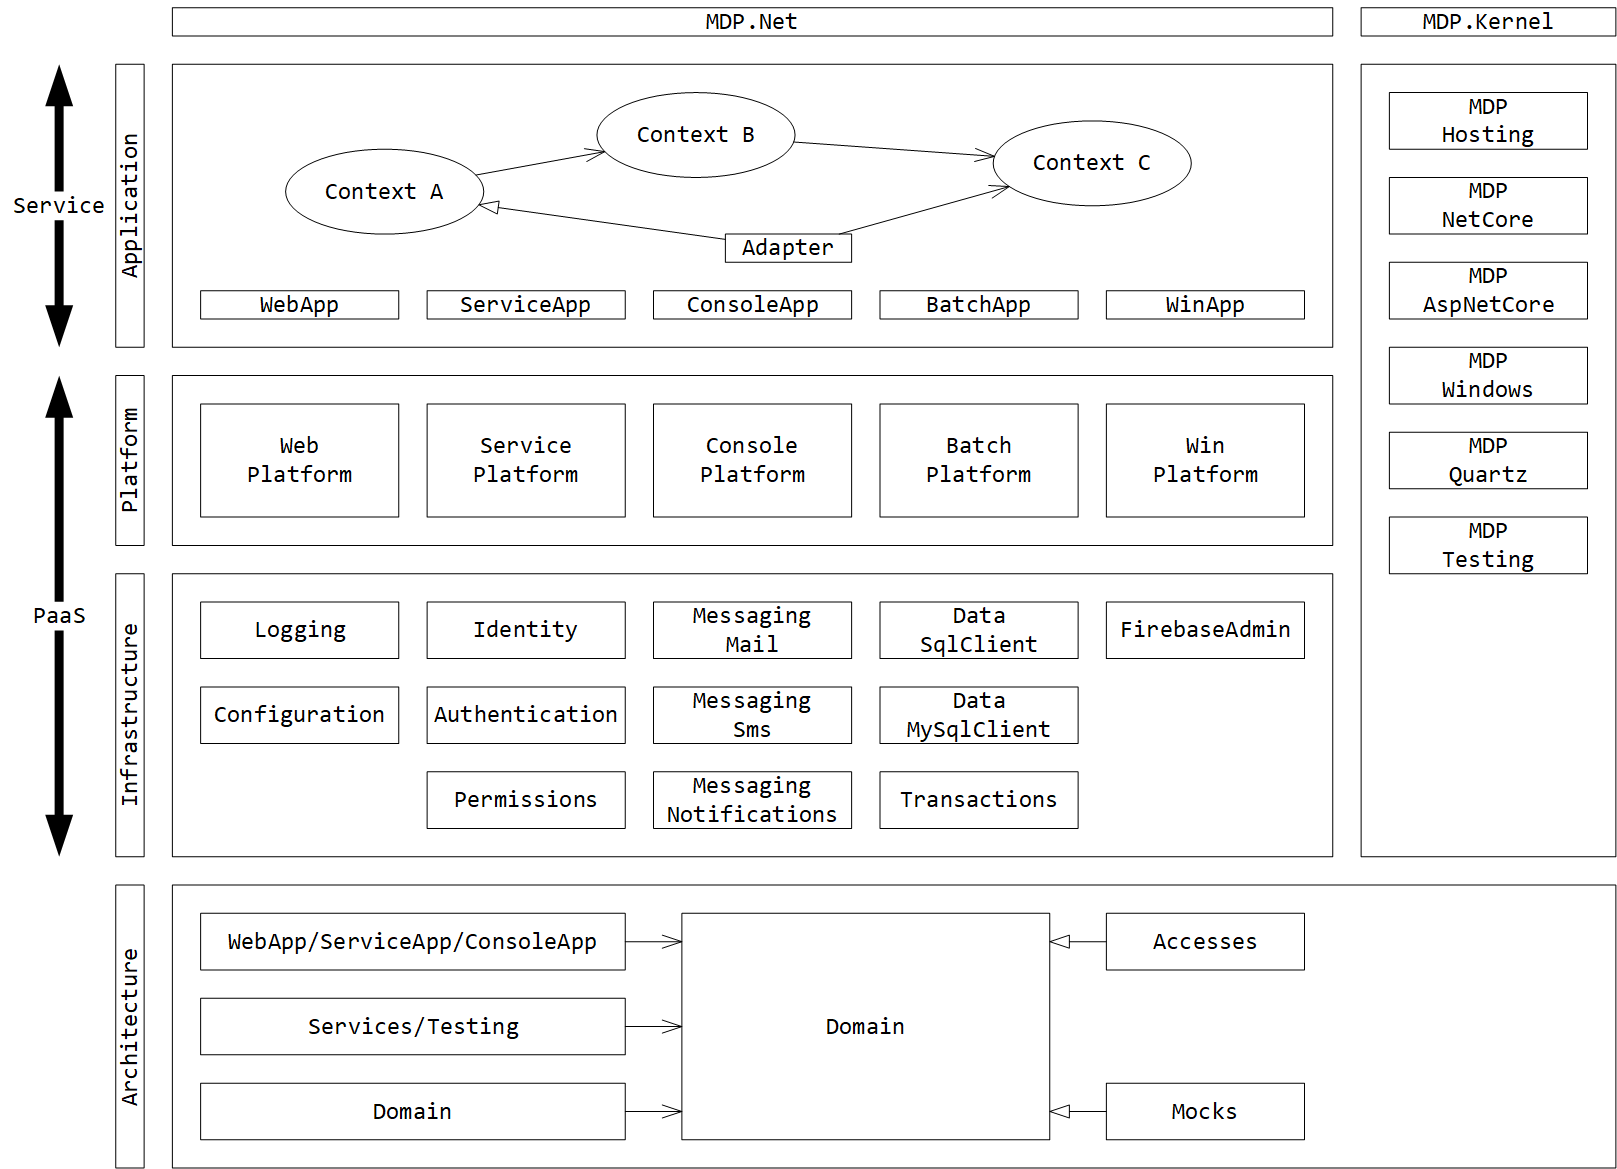 MDP.Net
MDP.Kernel
Service
Application
Context A
Context B
Context C
Adapter
WebApp
ServiceApp
ConsoleApp
BatchApp
WinApp
MDP
Hosting
MDP
NetCore
MDP
AspNetCore
MDP
Windows
MDP
Quartz
MDP
Testing
PaaS
Platform
Web
Platform
Service
Platform
Console
Platform
Batch
Platform
Win
Platform
Infrastructure
Logging
Identity
Messaging
Mail
Data
SqlClient
FirebaseAdmin
Configuration
Authentication
Messaging
Sms
Data
MySqlClient
Permissions
Messaging
Notifications
Transactions
Architecture
WebApp/ServiceApp/ConsoleApp
Services/Testing
Domain
Domain
Accesses
Mocks